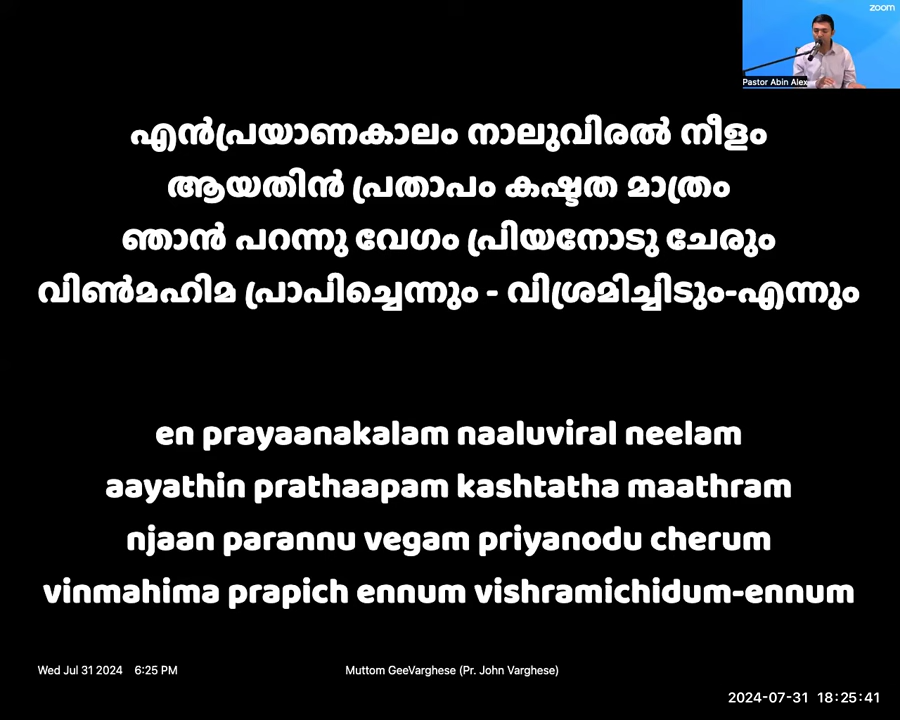 zoom
Pastor Abin Alex
എൻപ്രയാണകാലം നാലുവിരൽ നീളം
ആയതിൻ പ്രതാപം കഷ്ടത മാത്രം
ഞാൻ പറന്നു വേഗം പ്രിയനോടു ചേരും
വിൺമഹിമ പ്രാപിച്ചെന്നും - വിശ്രമിച്ചിടും-എന്നും
en prayaanakalam naaluviral neelam
aayathin prathaapam kashtatha maathram
njaan parannu vegam priyanodu cherum
vinmahima prapich ennum vishramichidum-ennum
Wed Jul 31 2024 6:25 PM
Muttom GeeVarghese (Pr. John Varghese)
2024-07-31 18:25:41